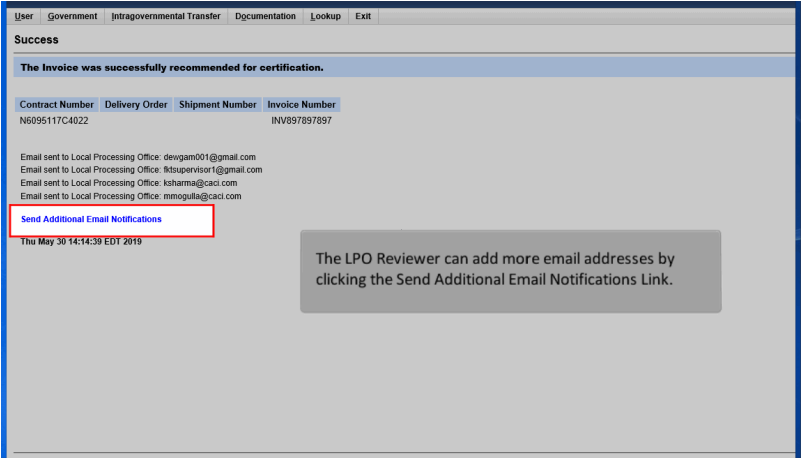 User Government Intragovernmental Transfer Documentation Lookup Exit
Success
The Invoice was successfully recommended for certification.
Contract Number Delivery Order Shipment Number Invoice Number
N6095117C4022 INV897897897
Email sent to Local Processing Office: dewgam001@gmail.com
Email sent to Local Processing Office: fktsupervisor1@gmail.com
Email sent to Local Processing Office: ksharma@caci.com
Email sent to Local Processing Office: mmogulla@caci.com
Send Additional Email Notifications
Thu May 30 14:14:39 EDT 2019
The LPO Reviewer can add more email addresses by
clicking the Send Additional Email Notifications Link.